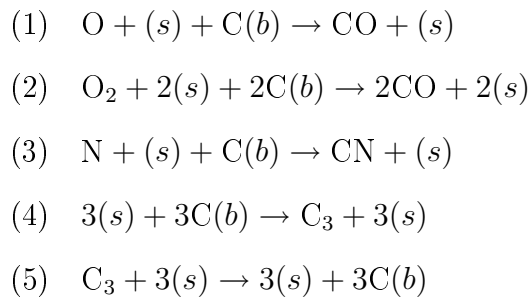 (1) O + (s) + C(b) → CO + (s)
(2) O₂ + 2(s) + 2C(b) → 2CO + 2(s)
(3) N + (s) + C(b) → CN + (s)
(4) 3(s) + 3C(b) → C₃ + 3(s)
(5) C₃ + 3(s) → 3(s) + 3C(b)